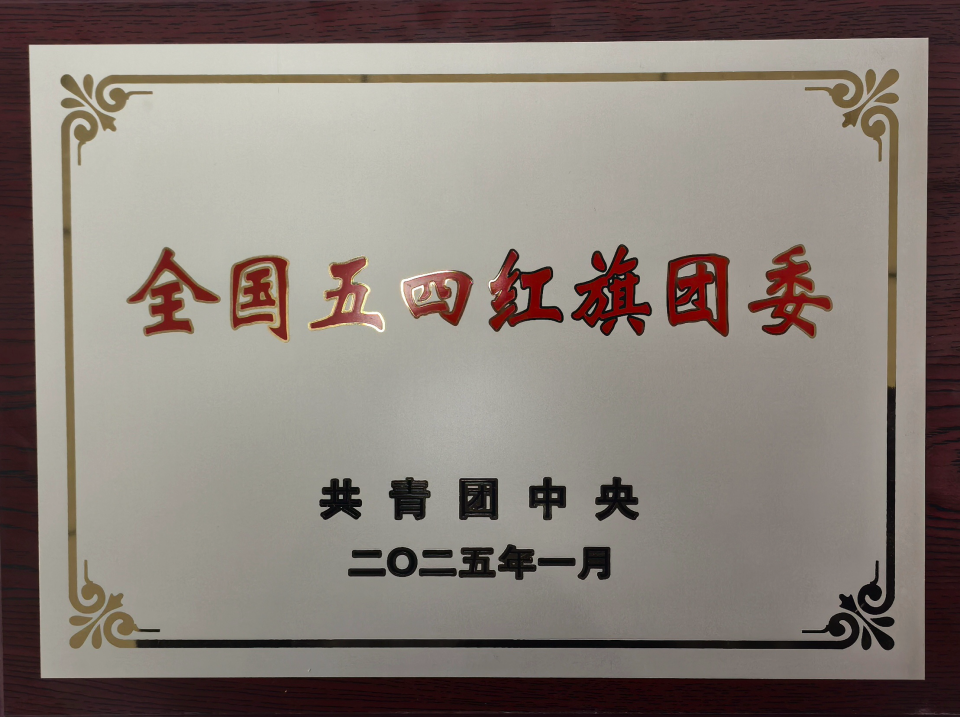 全国五四红旗团委
共青团中央
二〇二五年一月